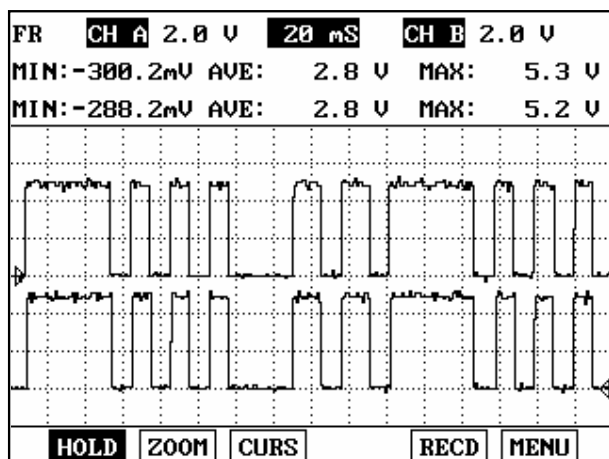 FR CH A 2.0 V 20 mS CH B 2.0 V
MIN:-300.2mV AVE: 2.8 V MAX: 5.3 V
MIN:-288.2mV AVE: 2.8 V MAX: 5.2 V
HOLD ZOOM CURS RECD MENU